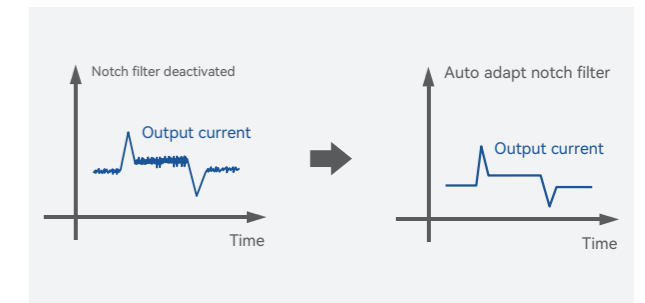 Notch filter deactivated
Output current
Time
Auto adapt notch filter
Output current
Time